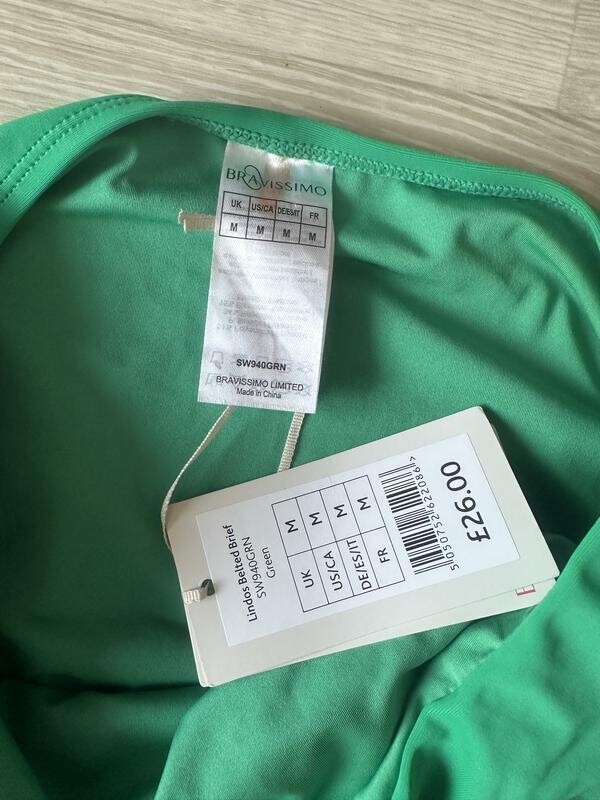 BRAVISSIMO
UK US/CA DE/ES/IT FR
M M M M
SW940GRN
BRAVISSIMO LIMITED
Made in China
Lindos Belted Brief
SW940GRN
Green
UK M
US/CA M
DE/ES/IT M
FR M
5050752622086>
£26.00